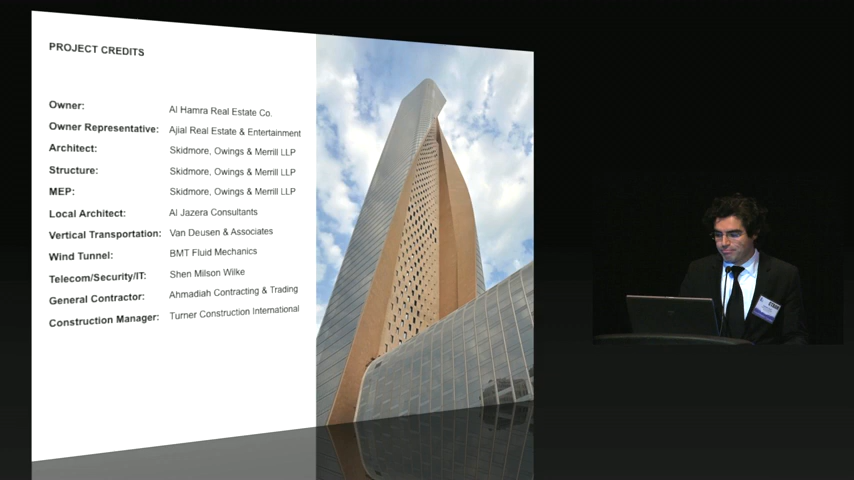 PROJECT CREDITS
Owner: Al Hamra Real Estate Co.
Owner Representative: Ajial Real Estate & Entertainment
Architect: Skidmore, Owings & Merrill LLP
Structure: Skidmore, Owings & Merrill LLP
MEP: Skidmore, Owings & Merrill LLP
Local Architect: Al Jazera Consultants
Vertical Transportation: Van Deusen & Associates
Wind Tunnel: BMT Fluid Mechanics
Telecom/Security/IT: Shen Milson Wilke
General Contractor: Ahmadiah Contracting & Trading
Construction Manager: Turner Construction International